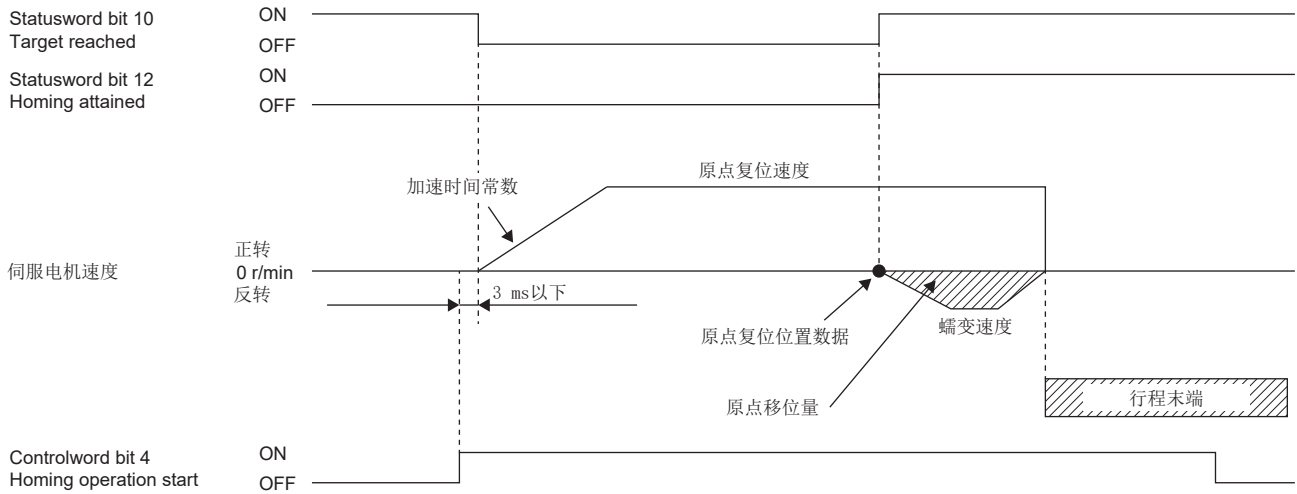 Statusword bit 10
Target reached
ON
OFF
Statusword bit 12
Homing attained
ON
OFF
加速时间常数
原点复位速度
伺服电机速度
正转
0 r/min
反转
3 ms以下
原点复位位置数据
蠕变速度
原点移位量
行程末端
Controlword bit 4
Homing operation start
ON
OFF